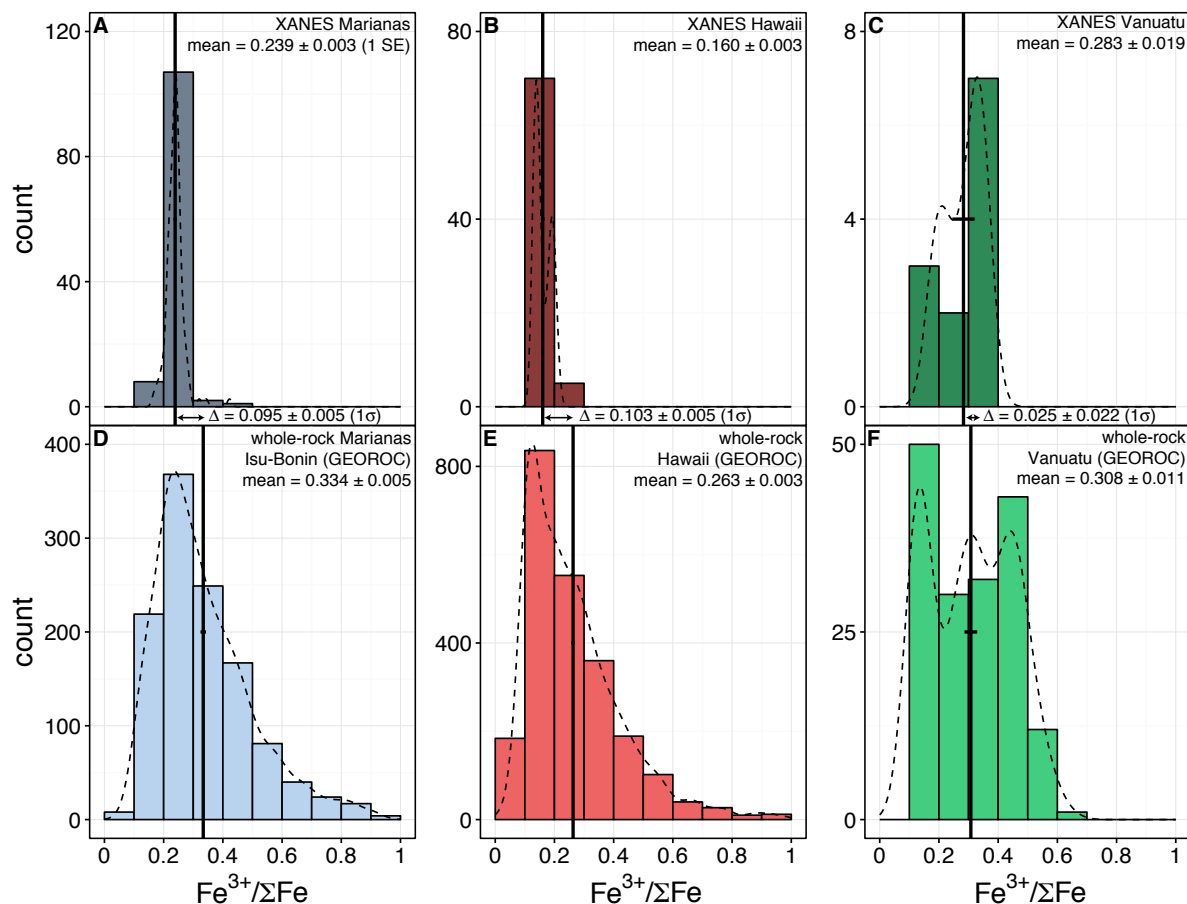 A
XANES Marianas
mean = 0.239 ± 0.003 (1 SE)
120
80
40
0
count
Δ = 0.095 ± 0.005 (1σ)
B
XANES Hawaii
mean = 0.160 ± 0.003
80
40
0
Δ = 0.103 ± 0.005 (1σ)
C
XANES Vanuatu
mean = 0.283 ± 0.019
8
4
0
Δ = 0.025 ± 0.022 (1σ)
D
whole-rock Marianas
Isu-Bonin (GEOROC)
mean = 0.334 ± 0.005
400
300
200
100
0
count
0 0.2 0.4 0.6 0.8 1
Fe³⁺/ΣFe
E
whole-rock
Hawaii (GEOROC)
mean = 0.263 ± 0.003
800
400
0
0 0.2 0.4 0.6 0.8 1
Fe³⁺/ΣFe
F
whole-rock
Vanuatu (GEOROC)
mean = 0.308 ± 0.011
50
25
0
0 0.2 0.4 0.6 0.8 1
Fe³⁺/ΣFe